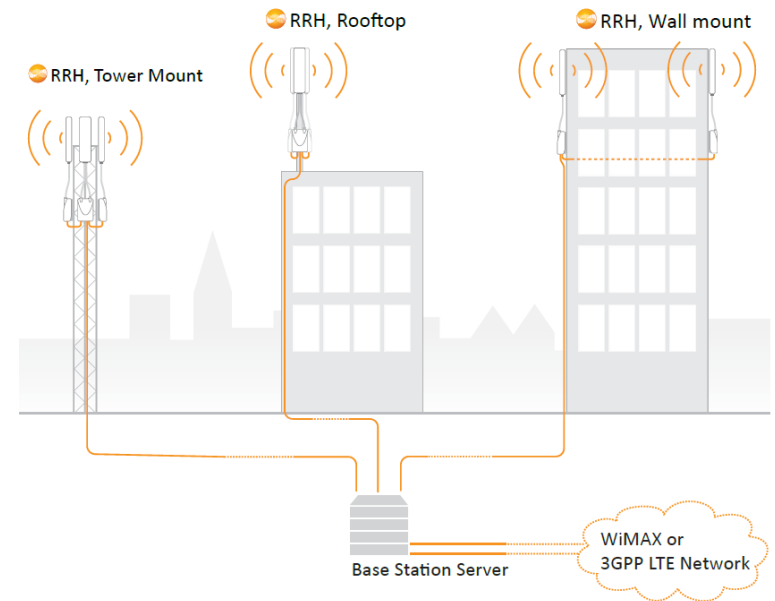 RRH, Rooftop
RRH, Wall mount
RRH, Tower Mount
WiMAX or
3GPP LTE Network
Base Station Server